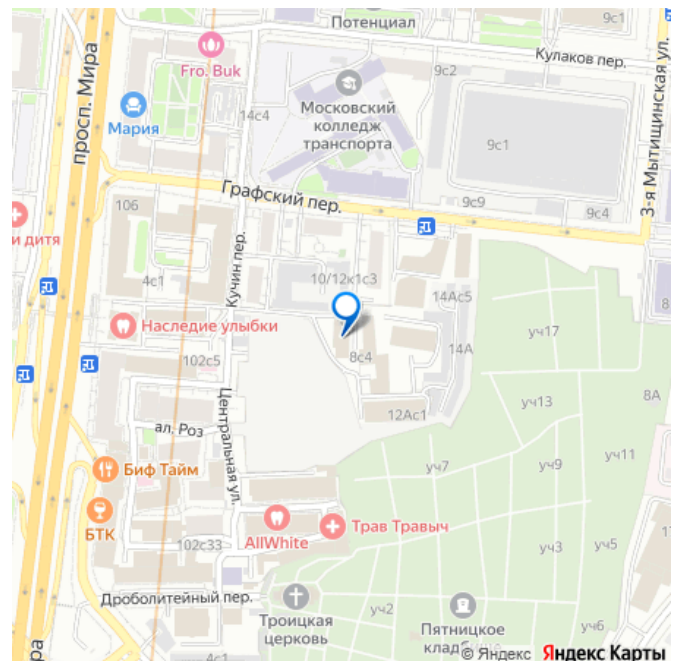 Потенциал
9с1
Кулаков пер.
3-я Мытищинская ул.
просп. Мира
Fro. Buk
9с2
Мария
14с4
Московский
колледж
транспорта
9с1
Графский пер.
106
9с9
9с4
и дитя
Кучин пер.
4с1
10/12к1с3
14Ас5
8
Наследие улыбки
уч17
102с5
8с4
14А
Центральная ул.
12Ас1
уч13
8А
ал. Роз
Биф Тайм
уч7
уч9
уч11
БТК
AllWhite
Трав Травыч
102с33
уч3
уч5
Дроболитейный пер.
Троицкая
церковь
уч2
Пятницкое
уч6
4с1
© Яндекс Яндекс Карты